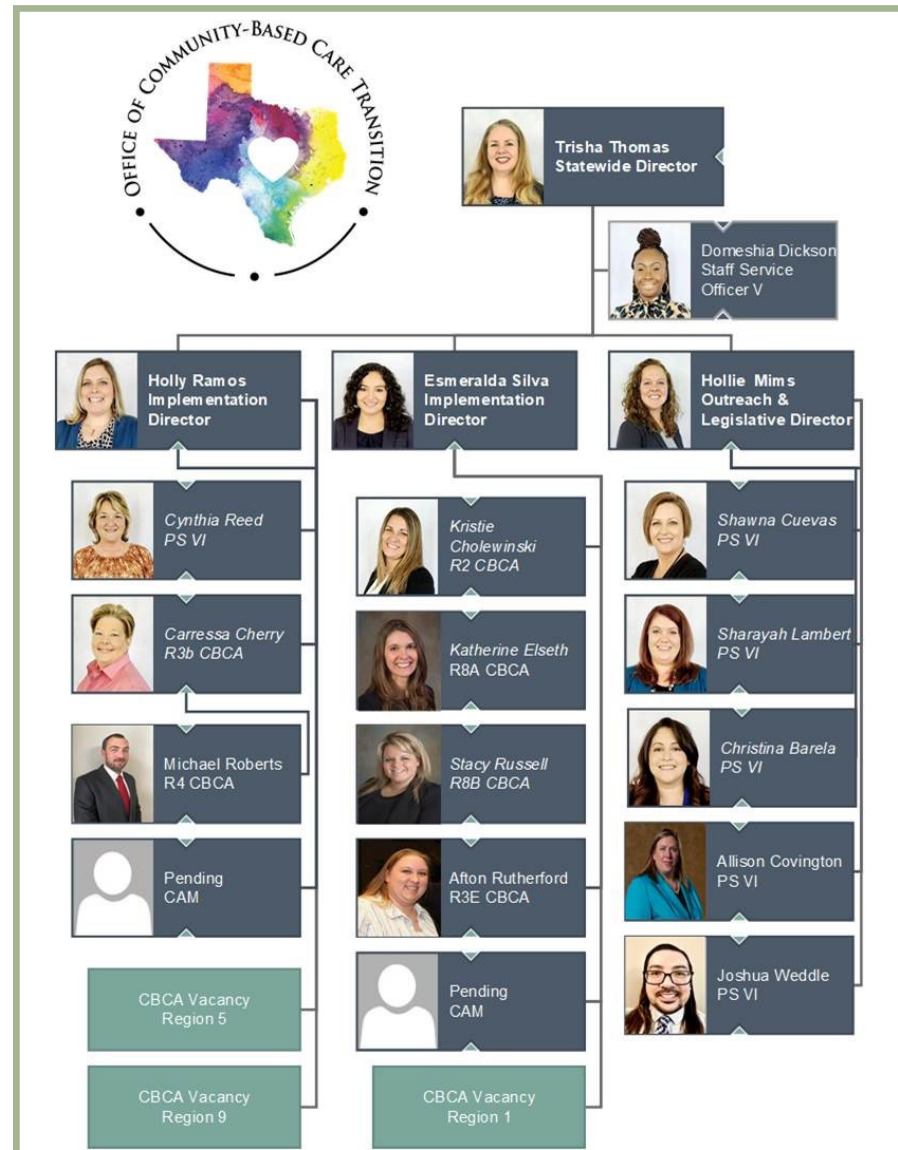 OFFICE OF COMMUNITY-BASED CARE TRANSITION
Trisha Thomas
Statewide Director
Domeshia Dickson
Staff Service
Officer V
Holly Ramos
Implementation
Director
Cynthia Reed
PS VI
Carressa Cherry
R3b CBCA
Michael Roberts
R4 CBCA
Pending
CAM
CBCA Vacancy
Region 5
CBCA Vacancy
Region 9
Esmeralda Silva
Implementation
Director
Kristie
Cholewinski
R2 CBCA
Katherine Elseth
R8A CBCA
Stacy Russell
R8B CBCA
Afton Rutherford
R3E CBCA
Pending
CAM
CBCA Vacancy
Region 1
Hollie Mims
Outreach &
Legislative Director
Shawna Cuevas
PS VI
Sharayah Lambert
PS VI
Christina Barela
PS VI
Allison Covington
PS VI
Joshua Weddle
PS VI